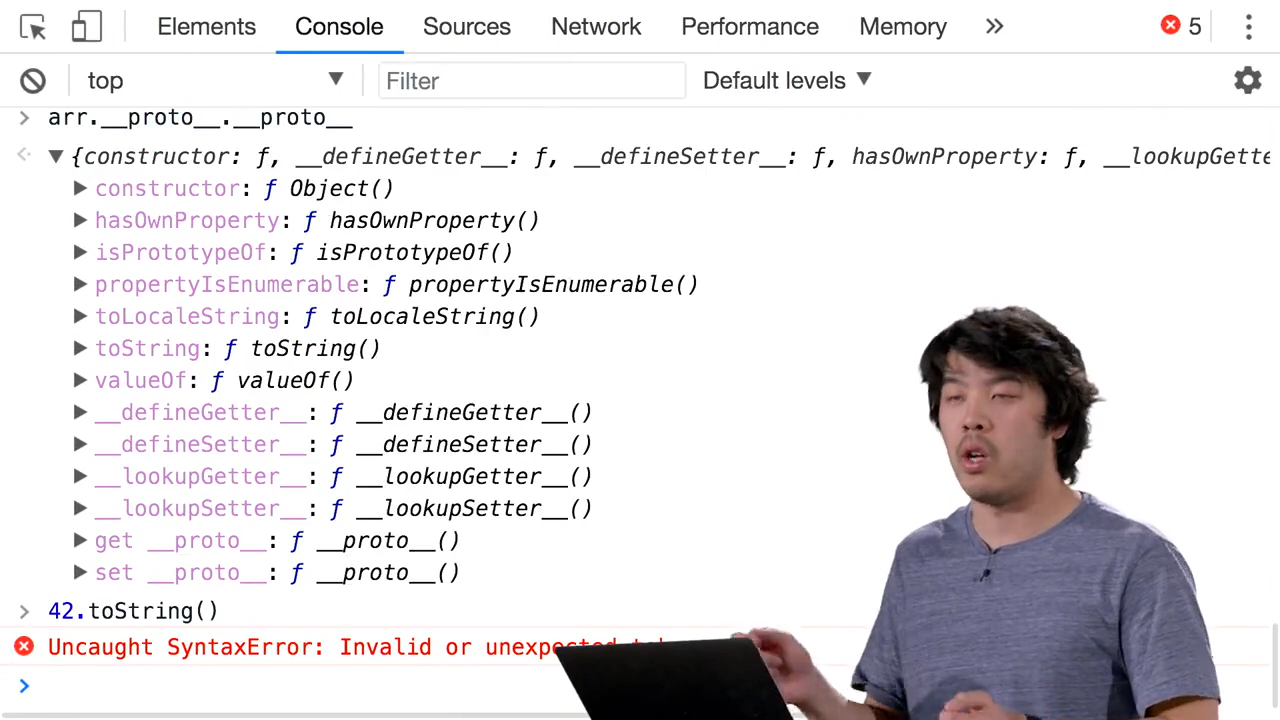 Elements Console Sources Network Performance Memory » 5
top ▼ Filter Default levels ▼
arr.__proto__.__proto__
{constructor: ƒ, __defineGetter__: ƒ, __defineSetter__: ƒ, hasOwnProperty: ƒ, __lookupGette
constructor: ƒ Object()
hasOwnProperty: ƒ hasOwnProperty()
isPrototypeOf: ƒ isPrototypeOf()
propertyIsEnumerable: ƒ propertyIsEnumerable()
toLocaleString: ƒ toLocaleString()
toString: ƒ toString()
valueOf: ƒ valueOf()
__defineGetter__: ƒ __defineGetter__()
__defineSetter__: ƒ __defineSetter__()
__lookupGetter__: ƒ __lookupGetter__()
__lookupSetter__: ƒ __lookupSetter__()
get __proto__: ƒ __proto__()
set __proto__: ƒ __proto__()
42.toString()
Uncaught SyntaxError: Invalid or unexpected